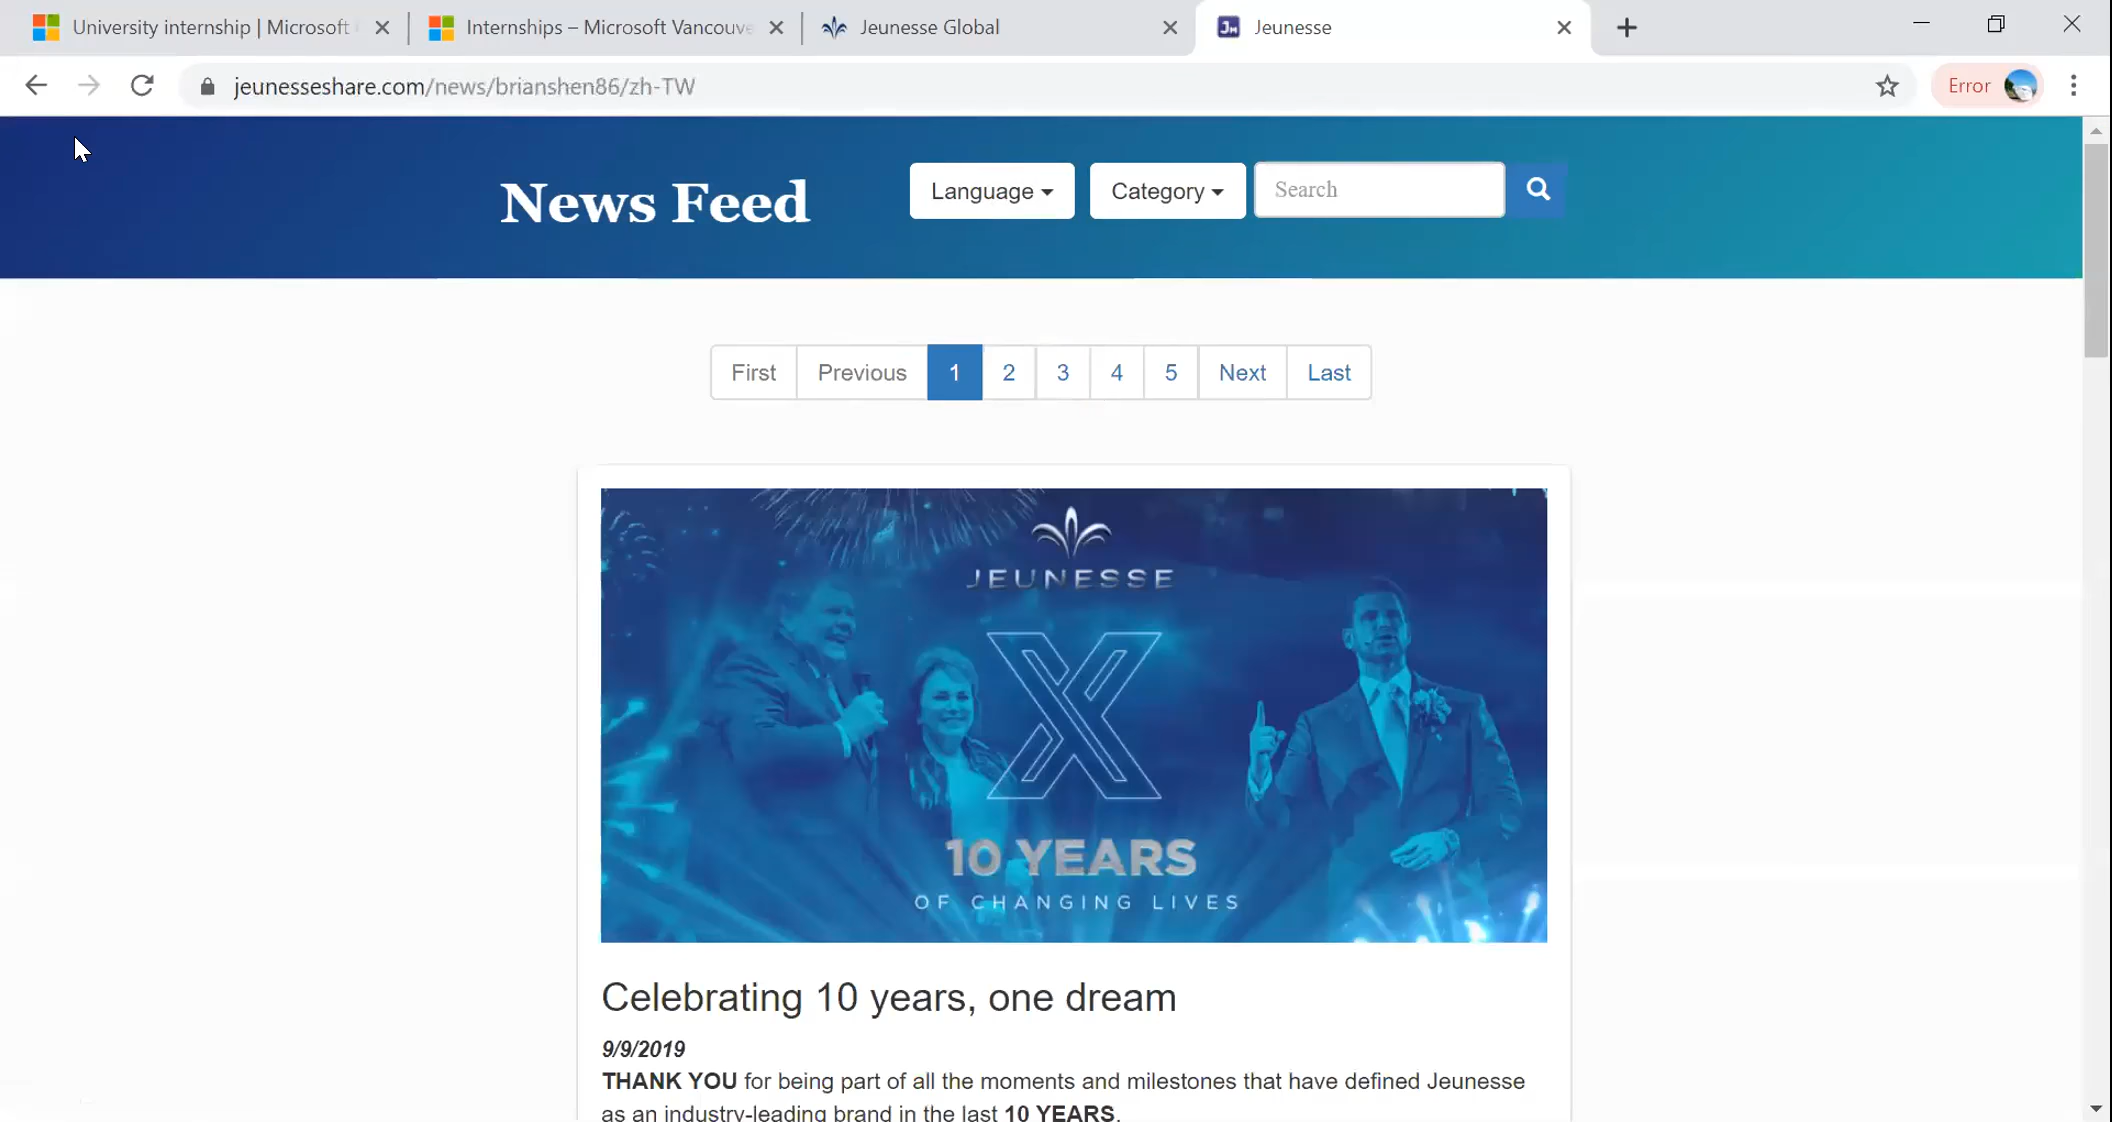 University internship | Microsoft
Internships – Microsoft Vancouve
Jeunesse Global
Jeunesse
jeunesseshare.com/news/brianshen86/zh-TW
Error
News Feed
Language
Category
Search
First Previous 1 2 3 4 5 Next Last
JEUNESSE
X
10 YEARS
OF CHANGING LIVES
Celebrating 10 years, one dream
9/9/2019
THANK YOU for being part of all the moments and milestones that have defined Jeunesse
as an industry-leading brand in the last 10 YEARS.